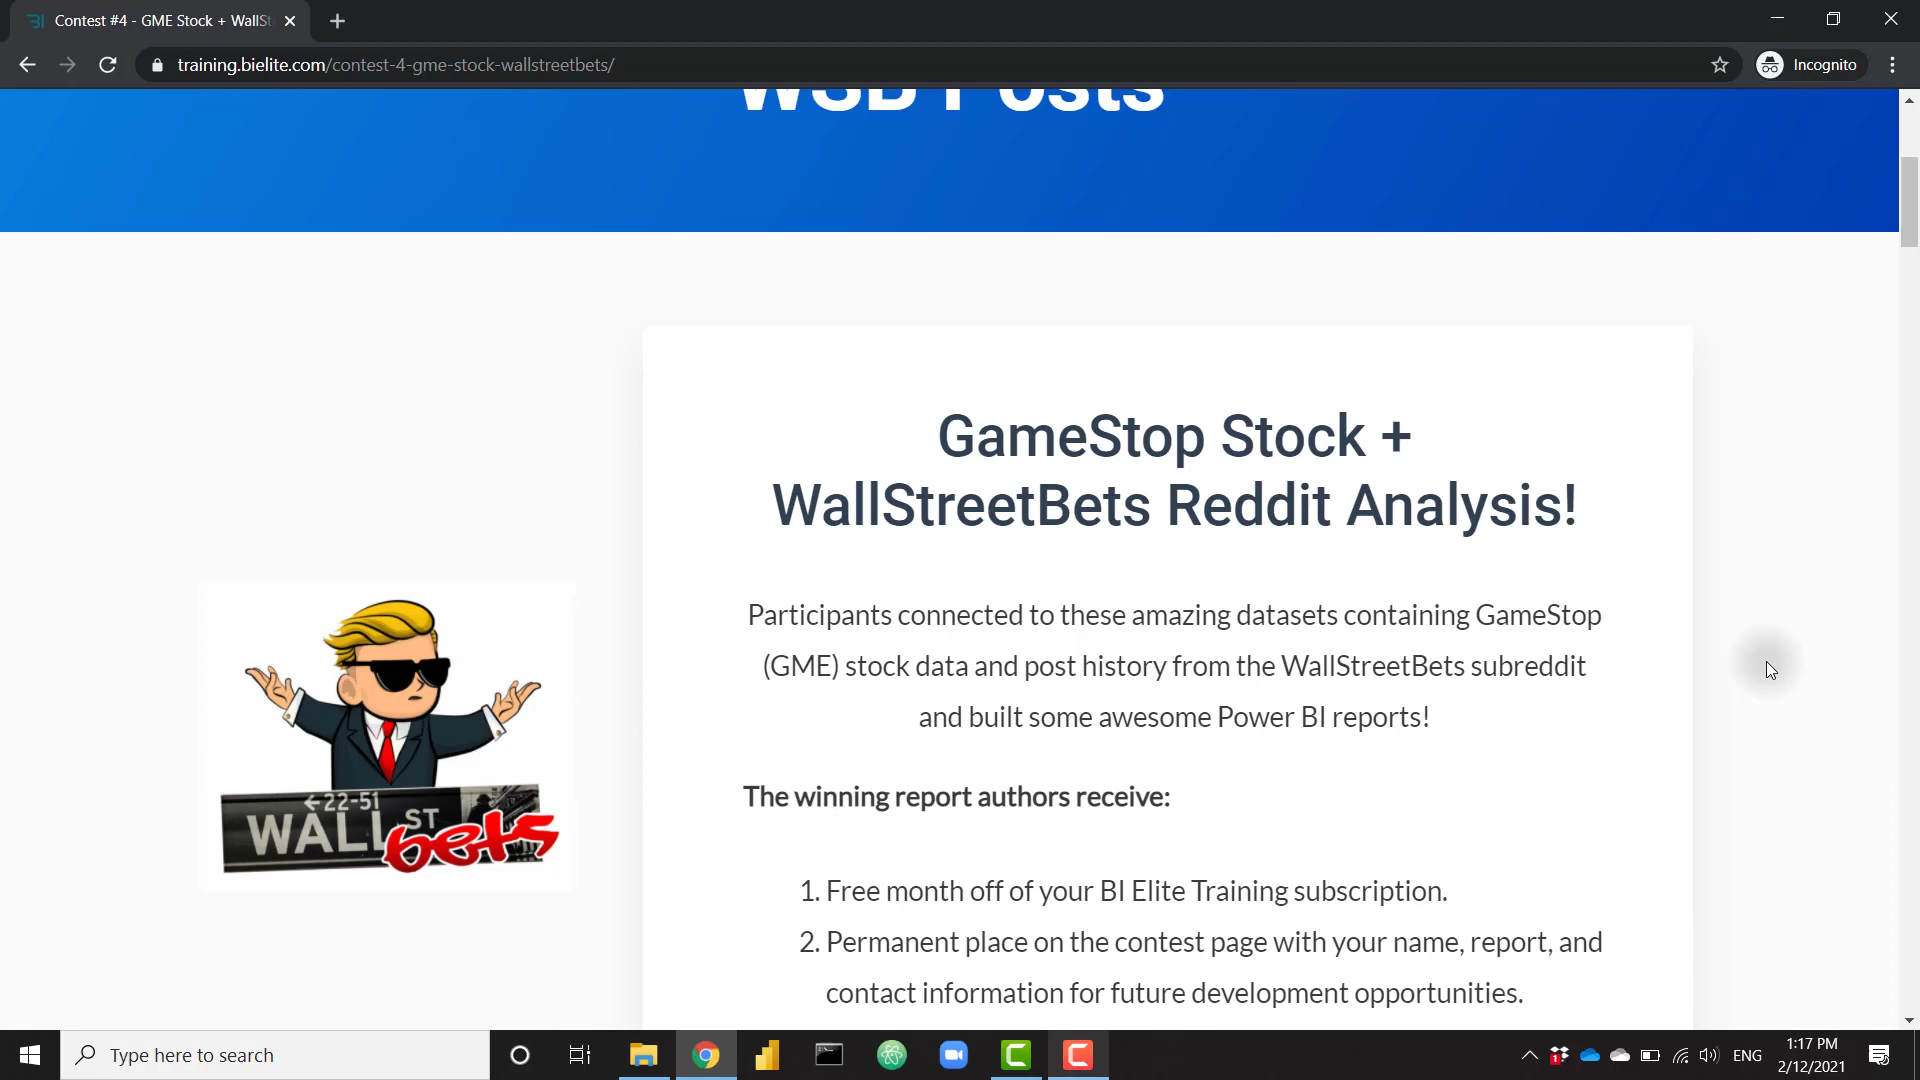 Contest #4 - GME Stock + WallSt
training.bielite.com/contest-4-gme-stock-wallstreetbets/
Incognito
WSB Posts
GameStop Stock +
WallStreetBets Reddit Analysis!
Participants connected to these amazing datasets containing GameStop
(GME) stock data and post history from the WallStreetBets subreddit
and built some awesome Power BI reports!
←22-51
WALL ST
bets
The winning report authors receive:
1. Free month off of your BI Elite Training subscription.
2. Permanent place on the contest page with your name, report, and
contact information for future development opportunities.
Type here to search
ENG
1:17 PM
2/12/2021